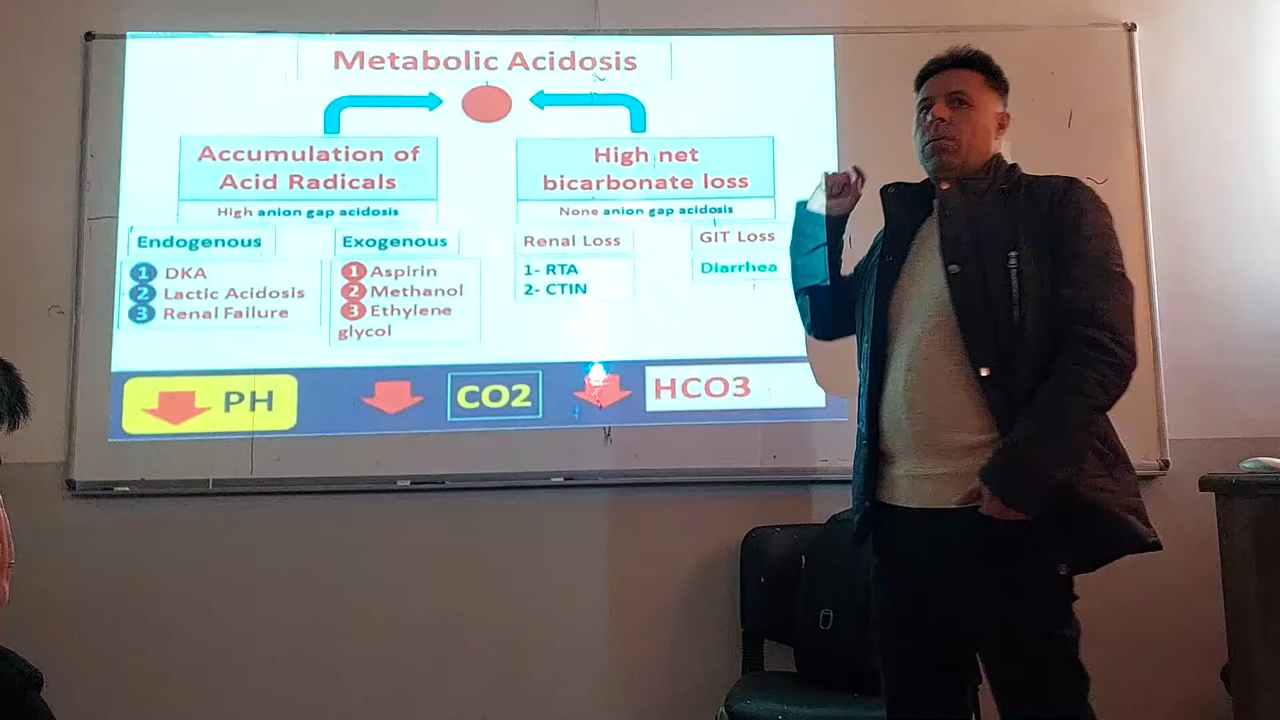 Metabolic Acidosis
Accumulation of
Acid Radicals
High anion gap acidosis
High net
bicarbonate loss
None anion gap acidosis
Endogenous
1 DKA
2 Lactic Acidosis
3 Renal Failure
Exogenous
1 Aspirin
2 Methanol
3 Ethylene
glycol
Renal Loss
1- RTA
2- CTIN
GIT Loss
Diarrhea
PH
CO2
HCO3